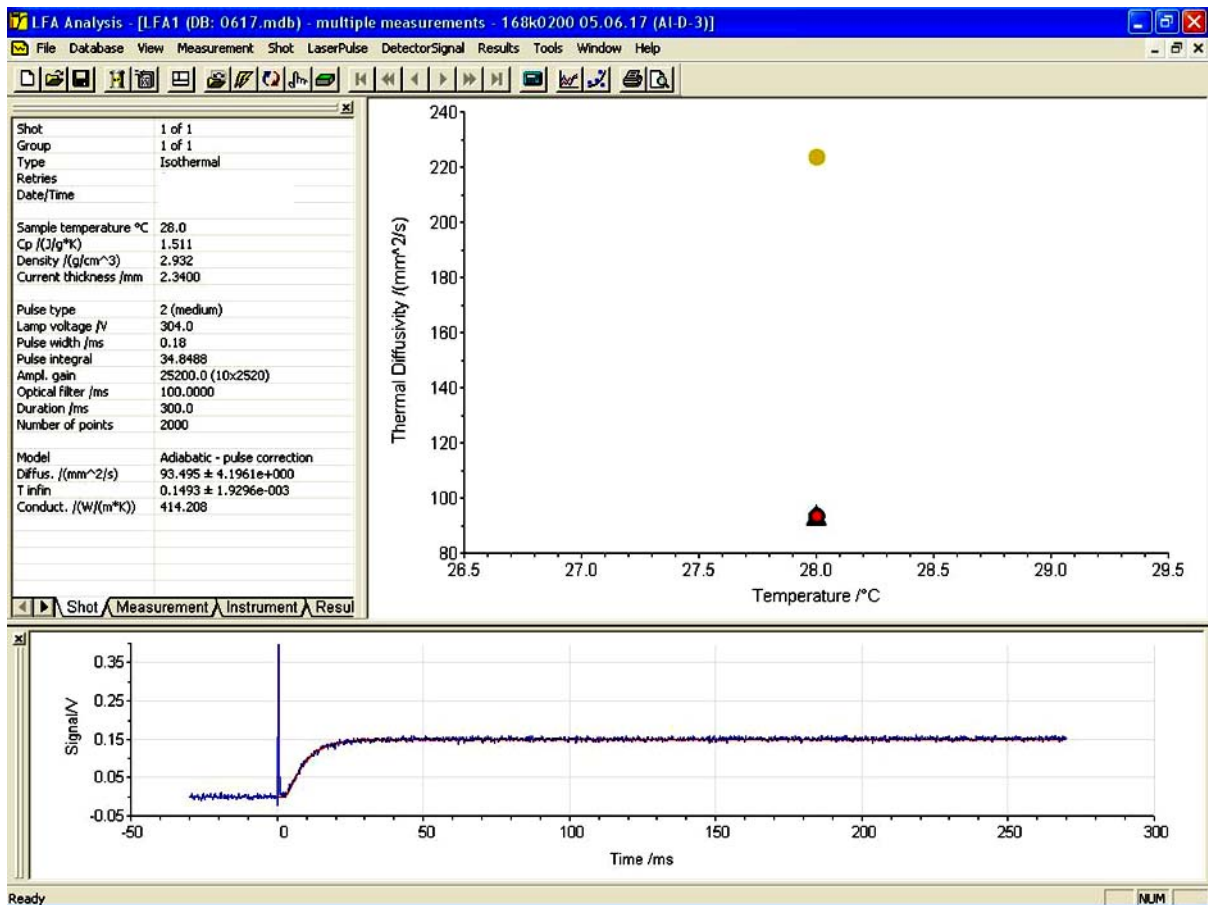 LFA Analysis - [LFA1 (DB: 0617.mdb) - multiple measurements - 168k0200 05.06.17 (Al-D-3)]
File Database View Measurement Shot LaserPulse DetectorSignal Results Tools Window Help
Shot 1 of 1
Group 1 of 1
Type Isothermal
Retries
Date/Time
Sample temperature °C 28.0
Cp /(J/g*K) 1.511
Density /(g/cm^3) 2.932
Current thickness /mm 2.3400
Pulse type 2 (medium)
Lamp voltage /V 304.0
Pulse width /ms 0.18
Pulse integral 34.8488
Ampl. gain 25200.0 (10x2520)
Optical filter /ms 100.0000
Duration /ms 300.0
Number of points 2000
Model Adiabatic - pulse correction
Diffus. /(mm^2/s) 93.495 ± 4.1961e+000
T infin 0.1493 ± 1.9296e-003
Conduct. /(W/(m*K)) 414.208
Shot Measurement Instrument Resul
Thermal Diffusivity /(mm^2/s)
240
220
200
180
160
140
120
100
80
26.5 27.0 27.5 28.0 28.5 29.0 29.5
Temperature /°C
Signal/V
0.35
0.25
0.15
0.05
-0.05
-50 0 50 100 150 200 250 300
Time /ms
Ready NUM